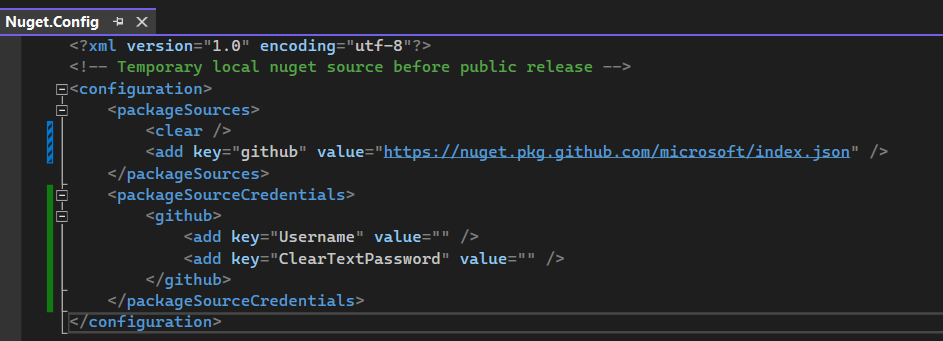 Nuget.Config
<?xml version="1.0" encoding="utf-8"?>
<!-- Temporary local nuget source before public release -->
<configuration>
    <packageSources>
        <clear />
        <add key="github" value="https://nuget.pkg.github.com/microsoft/index.json" />
    </packageSources>
    <packageSourceCredentials>
        <github>
            <add key="Username" value="" />
            <add key="ClearTextPassword" value="" />
        </github>
    </packageSourceCredentials>
</configuration>